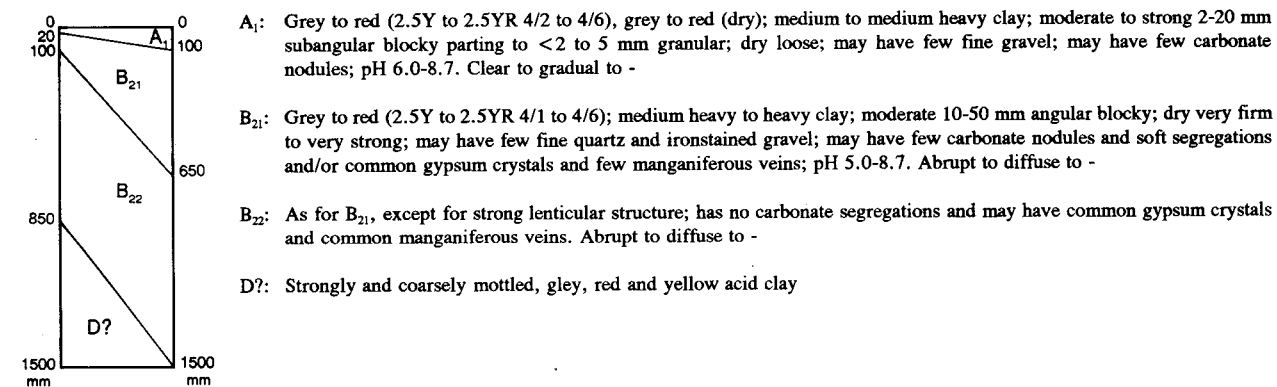 0 0
20 A₁
100 100
B₂₁
650
B₂₂
850
D?
1500 1500
mm mm
A₁: Grey to red (2.5Y to 2.5YR 4/2 to 4/6), grey to red (dry); medium to medium heavy clay; moderate to strong 2-20 mm
subangular blocky parting to <2 to 5 mm granular; dry loose; may have few fine gravel; may have few carbonate
nodules; pH 6.0-8.7. Clear to gradual to -
B₂₁: Grey to red (2.5Y to 2.5YR 4/1 to 4/6); medium heavy to heavy clay; moderate 10-50 mm angular blocky; dry very firm
to very strong; may have few fine quartz and ironstained gravel; may have few carbonate nodules and soft segregations
and/or common gypsum crystals and few manganiferous veins; pH 5.0-8.7. Abrupt to diffuse to -
B₂₂: As for B₂₁, except for strong lenticular structure; has no carbonate segregations and may have common gypsum crystals
and common manganiferous veins. Abrupt to diffuse to -
D?: Strongly and coarsely mottled, gley, red and yellow acid clay